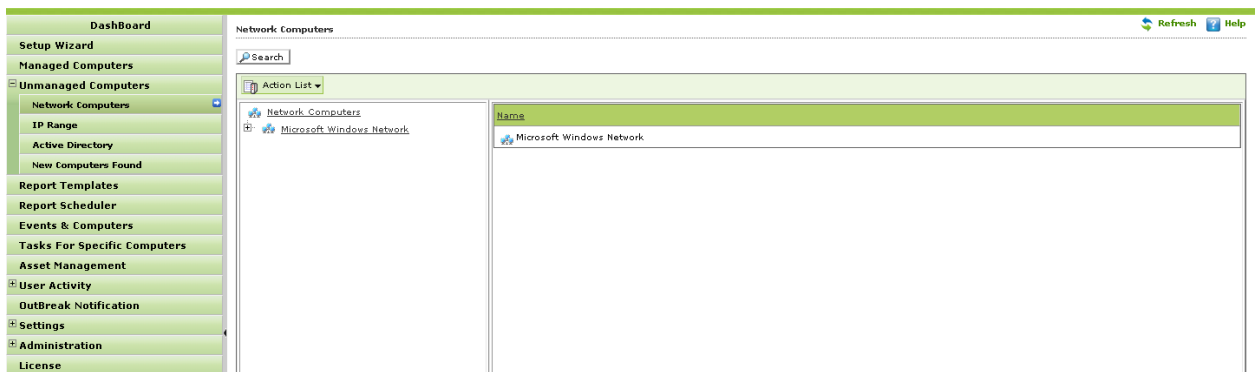 DashBoard
Setup Wizard
Managed Computers
Unmanaged Computers
Network Computers
IP Range
Active Directory
New Computers Found
Report Templates
Report Scheduler
Events & Computers
Tasks For Specific Computers
Asset Management
User Activity
OutBreak Notification
Settings
Administration
License
Network Computers
Refresh Help
Search
Action List
Network Computers
Microsoft Windows Network
Name
Microsoft Windows Network